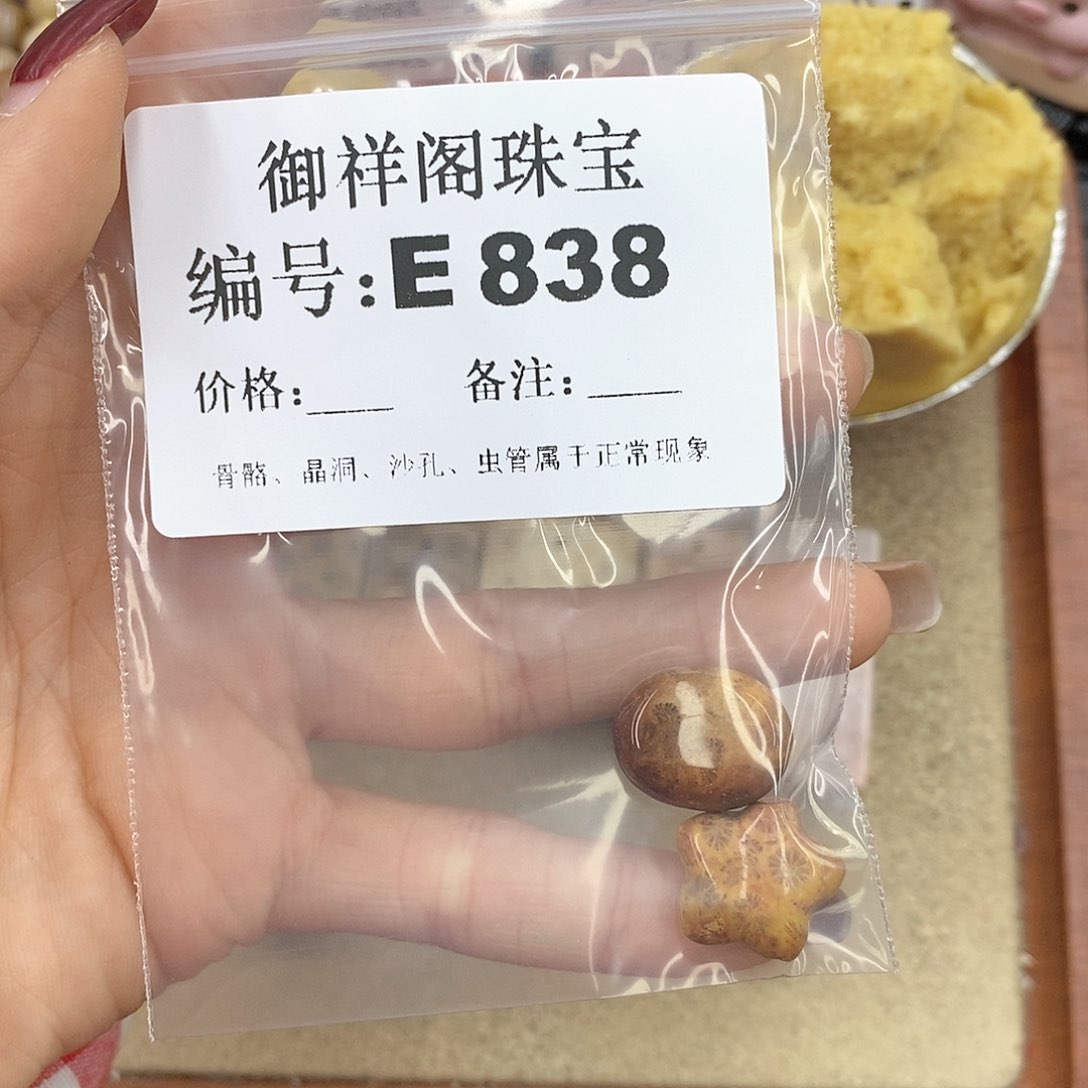 御祥阁珠宝
编号:E 838
价格:____ 备注:____
骨骼、晶洞、沙孔、虫管属于正常现象